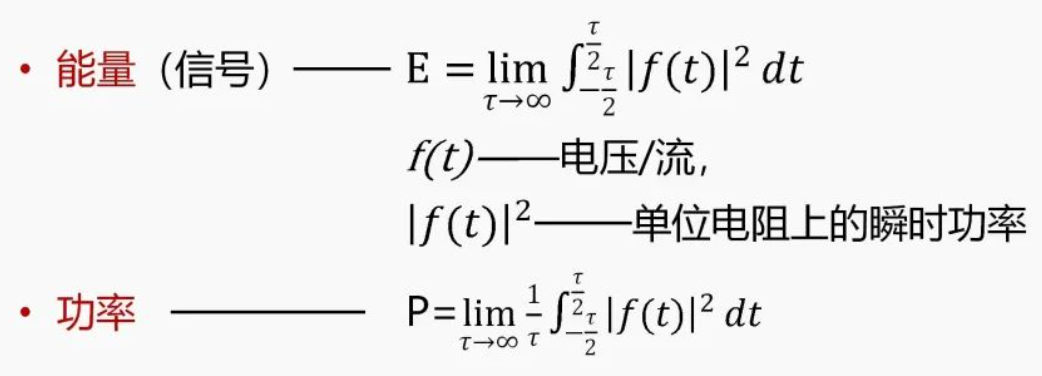 • 能量（信号）—— E = lim_{τ→∞} ∫_{-τ/2}^{τ/2} |f(t)|² dt
f(t)——电压/流,
|f(t)|²——单位电阻上的瞬时功率
• 功率 —— P=lim_{τ→∞} 1/τ ∫_{-τ/2}^{τ/2} |f(t)|² dt